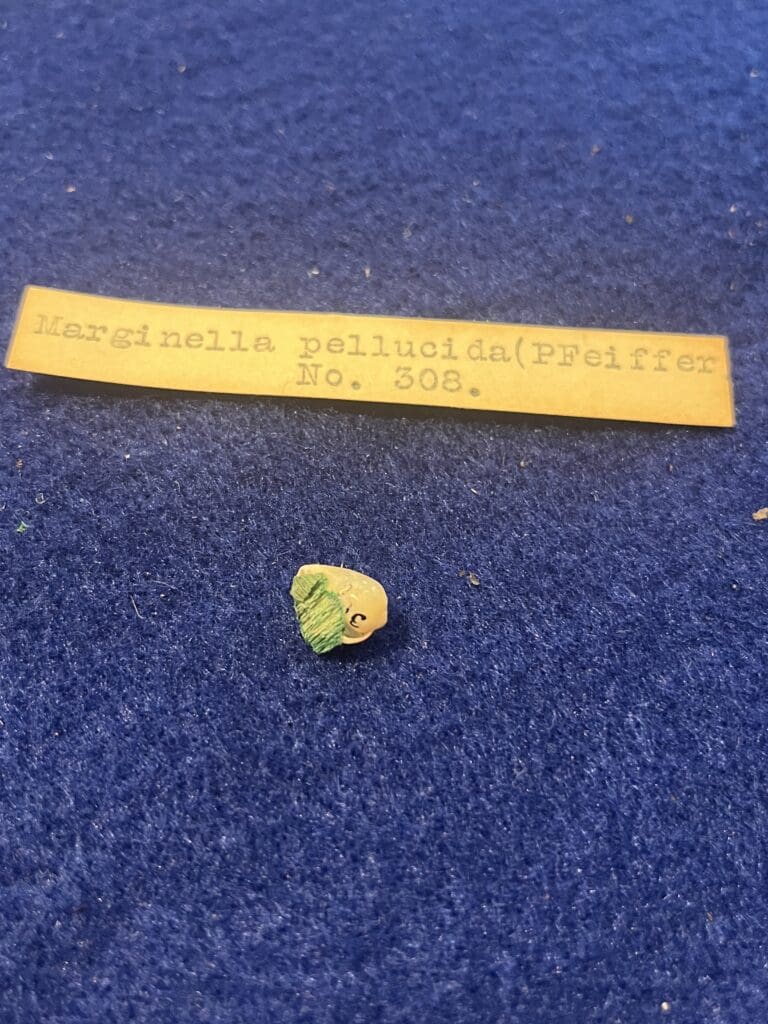 Marginella pellucida(PFeiffer
No. 308.